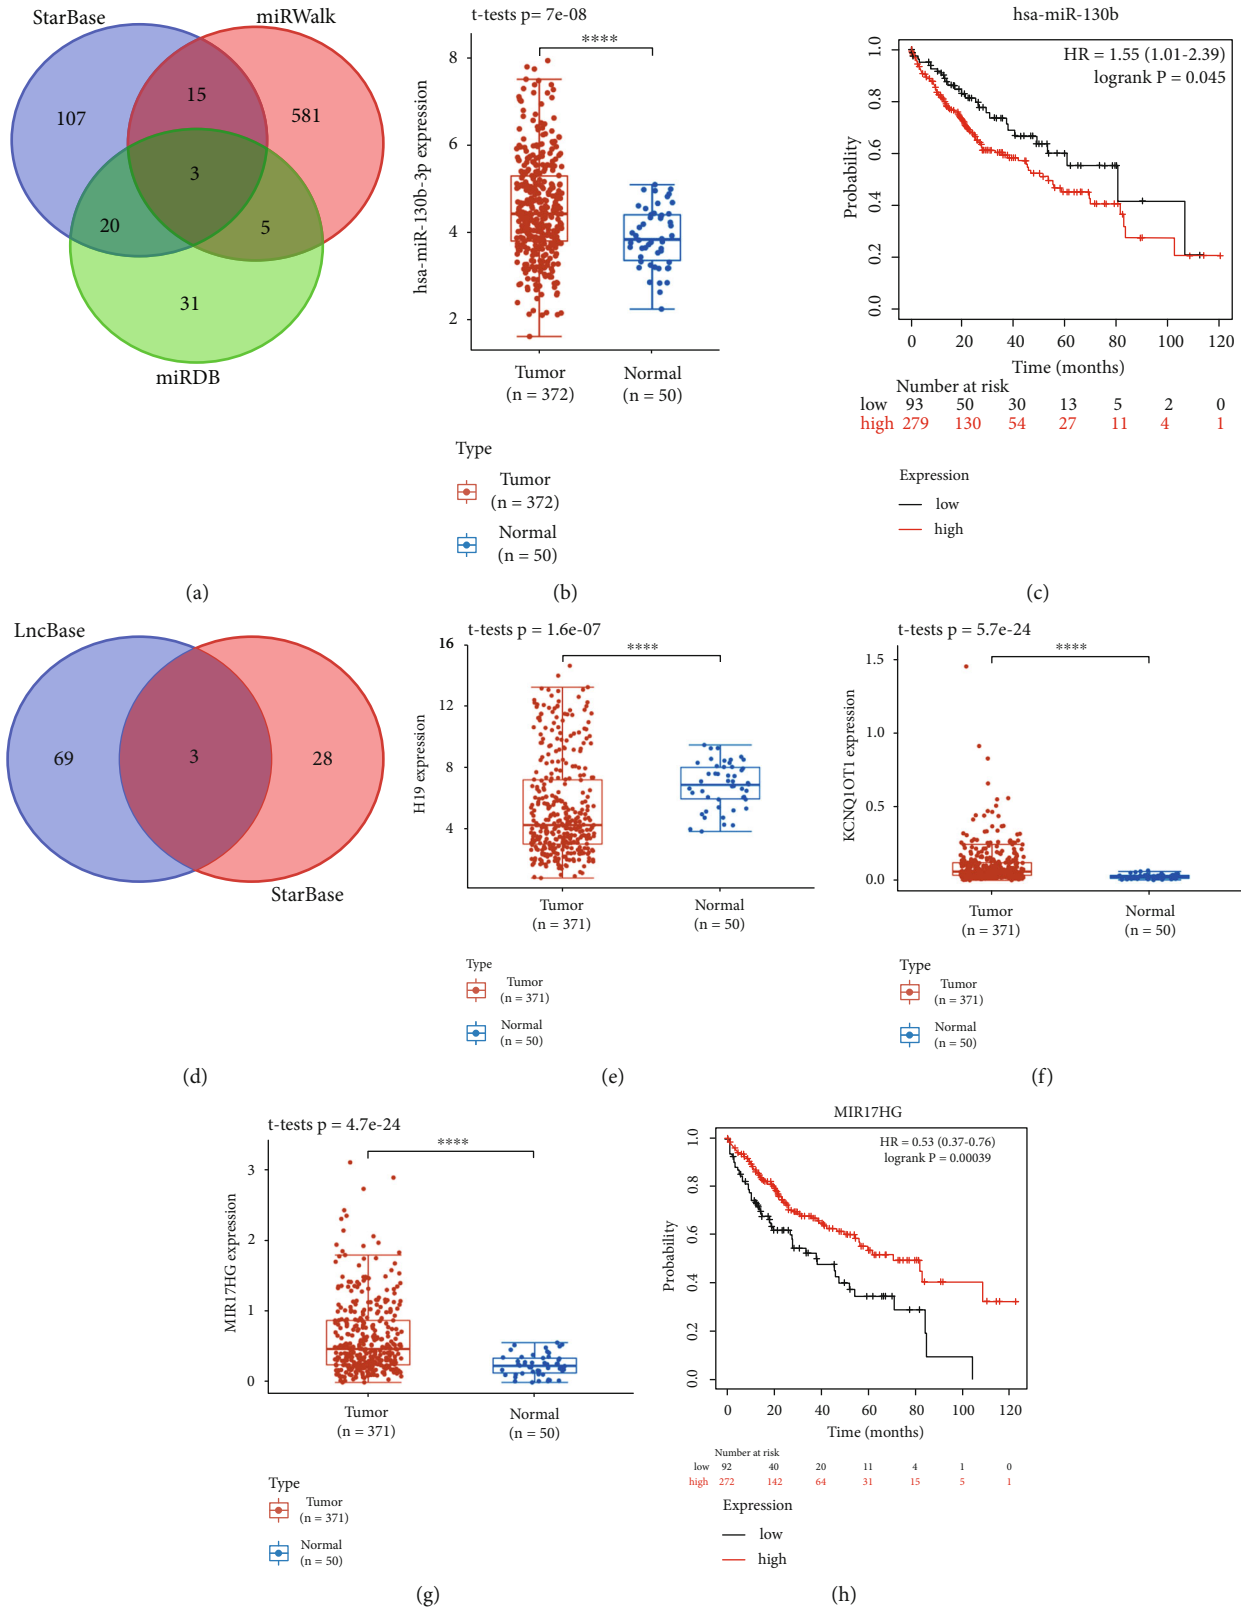 StarBase
miRWalk
107
15
581
3
20
5
31
miRDB
(a)
t-tests p= 7e-08
****
hsa-miR-130b-3p expression
8
6
4
2
Tumor
(n = 372)
Normal
(n = 50)
Type
Tumor
(n = 372)
Normal
(n = 50)
(b)
hsa-miR-130b
HR = 1.55 (1.01-2.39)
logrank P = 0.045
Probability
1.0
0.8
0.6
0.4
0.2
0.0
0 20 40 60 80 100 120
Time (months)
Number at risk
low 93 50 30 13 5 2 0
high 279 130 54 27 11 4 1
Expression
low
high
(c)
LncBase
69
3
28
StarBase
(d)
t-tests p = 1.6e-07
****
H19 expression
16
12
8
4
Tumor
(n = 371)
Normal
(n = 50)
Type
Tumor
(n = 371)
Normal
(n = 50)
(e)
t-tests p = 5.7e-24
****
KCNQ1OT1 expression
1.5
1.0
0.5
0.0
Tumor
(n = 371)
Normal
(n = 50)
Type
Tumor
(n = 371)
Normal
(n = 50)
(f)
t-tests p = 4.7e-24
****
MIR17HG expression
3
2
1
0
Tumor
(n = 371)
Normal
(n = 50)
Type
Tumor
(n = 371)
Normal
(n = 50)
(g)
MIR17HG
HR = 0.53 (0.37-0.76)
logrank P = 0.00039
Probability
1.0
0.8
0.6
0.4
0.2
0.0
0 20 40 60 80 100 120
Time (months)
Number at risk
low 92 40 20 11 4 1 0
high 272 142 64 31 15 5 1
Expression
low
high
(h)